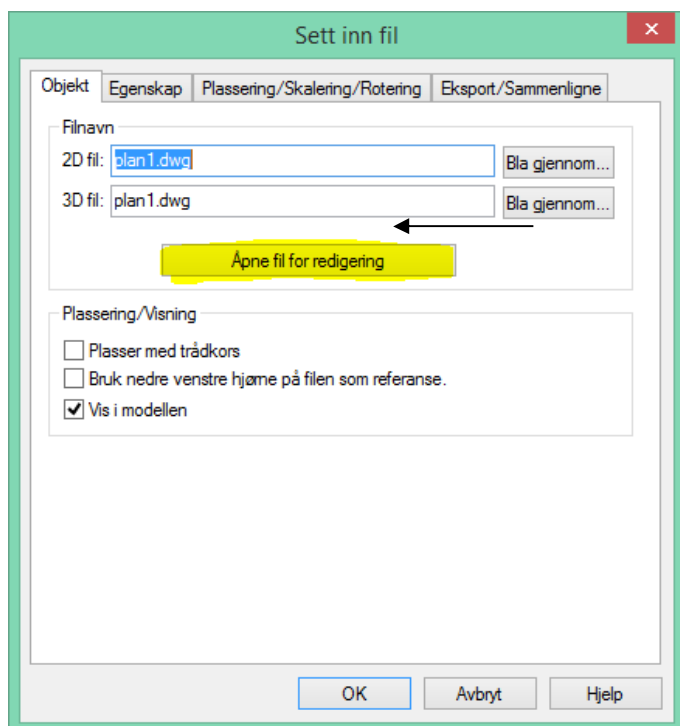 Sett inn fil
Objekt Egenskap Plassering/Skalering/Rotering Eksport/Sammenligne
Filnavn
2D fil: plan1.dwg Bla gjennom...
3D fil: plan1.dwg Bla gjennom...
Åpne fil for redigering
Plassering/Visning
Plasser med trådkors
Bruk nedre venstre hjørne på filen som referanse.
Vis i modellen
OK Avbryt Hjelp